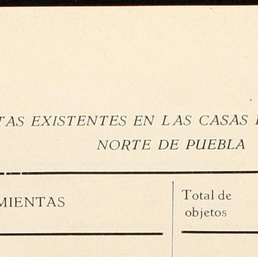 TAS EXISTENTES EN LAS CASAS
NORTE DE PUEBLA
MIENTAS
Total de
objetos